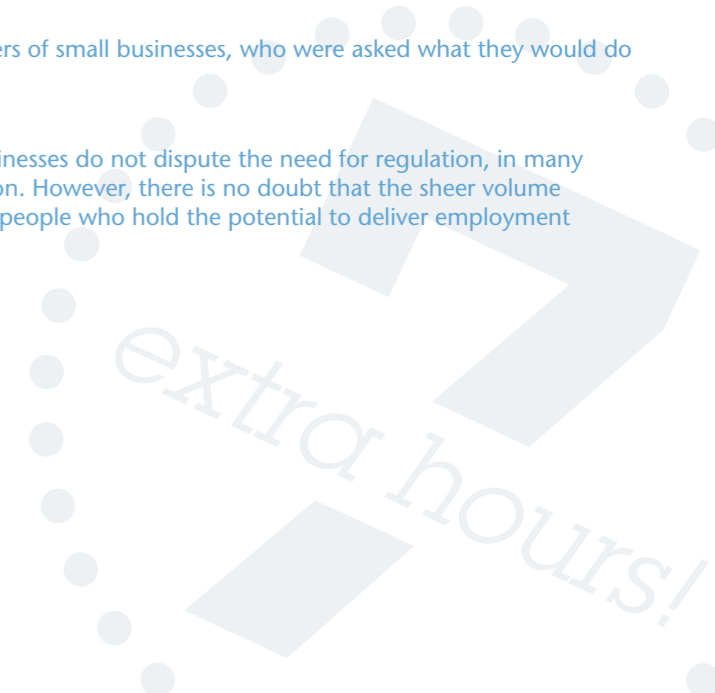 ers of small businesses, who were asked what they would do
inesses do not dispute the need for regulation, in many
on. However, there is no doubt that the sheer volume
people who hold the potential to deliver employment
7
extra hours!